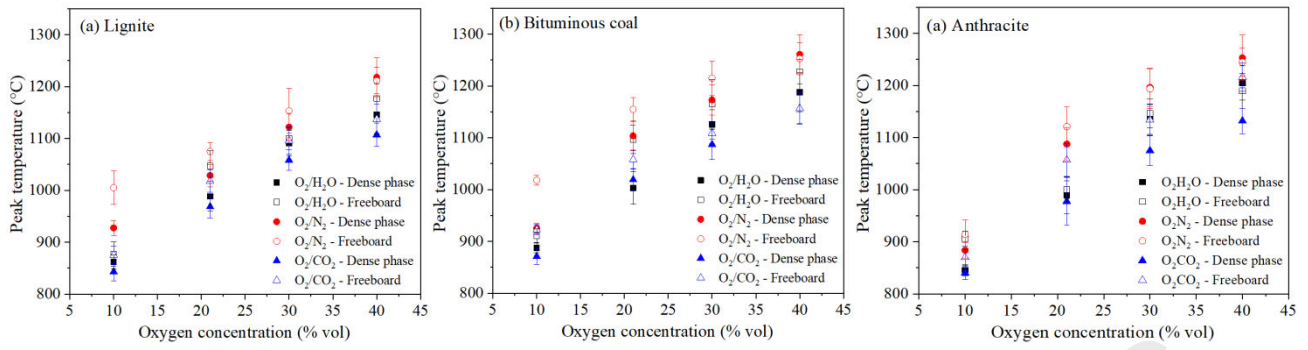 (a) Lignite
Peak temperature (°C)
1300
1200
1100
1000
900
800
5 10 15 20 25 30 35 40 45
Oxygen concentration (% vol)
O₂/H₂O - Dense phase
O₂/H₂O - Freeboard
O₂/N₂ - Dense phase
O₂/N₂ - Freeboard
O₂/CO₂ - Dense phase
O₂/CO₂ - Freeboard
(b) Bituminous coal
Peak temperature (°C)
1300
1200
1100
1000
900
800
5 10 15 20 25 30 35 40 45
Oxygen concentration (% vol)
O₂/H₂O - Dense phase
O₂/H₂O - Freeboard
O₂/N₂ - Dense phase
O₂/N₂ - Freeboard
O₂/CO₂ - Dense phase
O₂/CO₂ - Freeboard
(a) Anthracite
Peak temperature (°C)
1300
1200
1100
1000
900
800
5 10 15 20 25 30 35 40 45
Oxygen concentration (% vol)
O₂H₂O - Dense phase
O₂H₂O - Freeboard
O₂N₂ - Dense phase
O₂N₂ - Freeboard
O₂CO₂ - Dense phase
O₂CO₂ - Freeboard